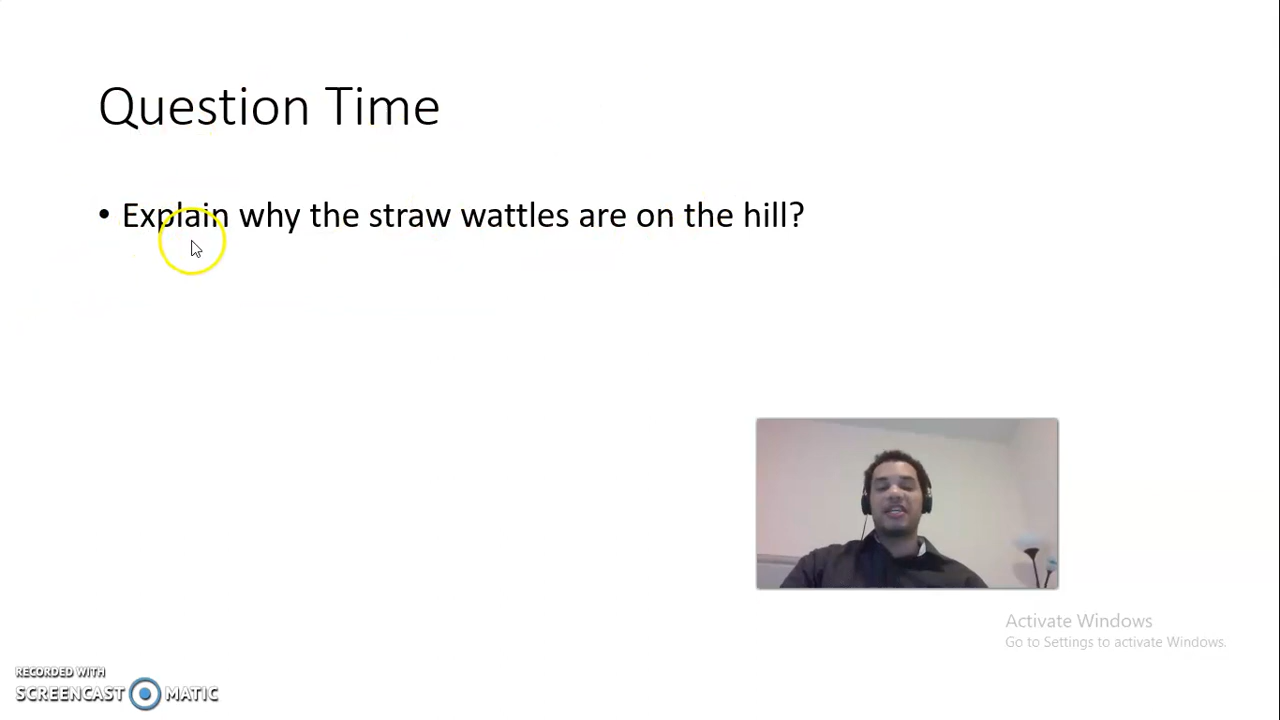 Question Time
• Explain why the straw wattles are on the hill?
Activate Windows
Go to Settings to activate Windows.
RECORDED WITH
SCREENCAST MATIC